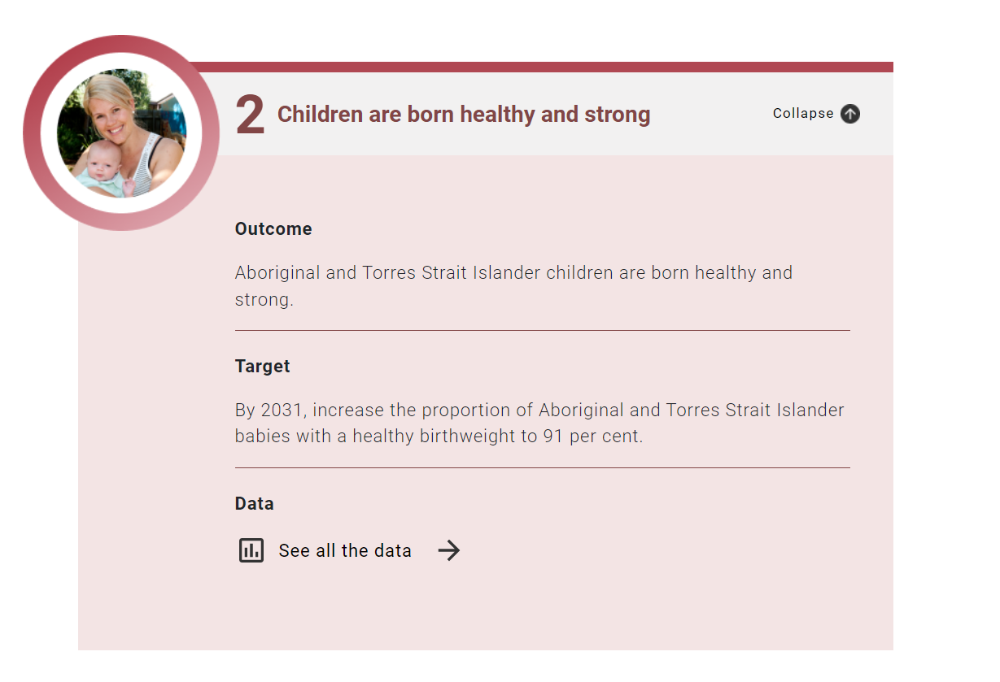 2 Children are born healthy and strong
Collapse
Outcome
Aboriginal and Torres Strait Islander children are born healthy and
strong.
Target
By 2031, increase the proportion of Aboriginal and Torres Strait Islander
babies with a healthy birthweight to 91 per cent.
Data
See all the data